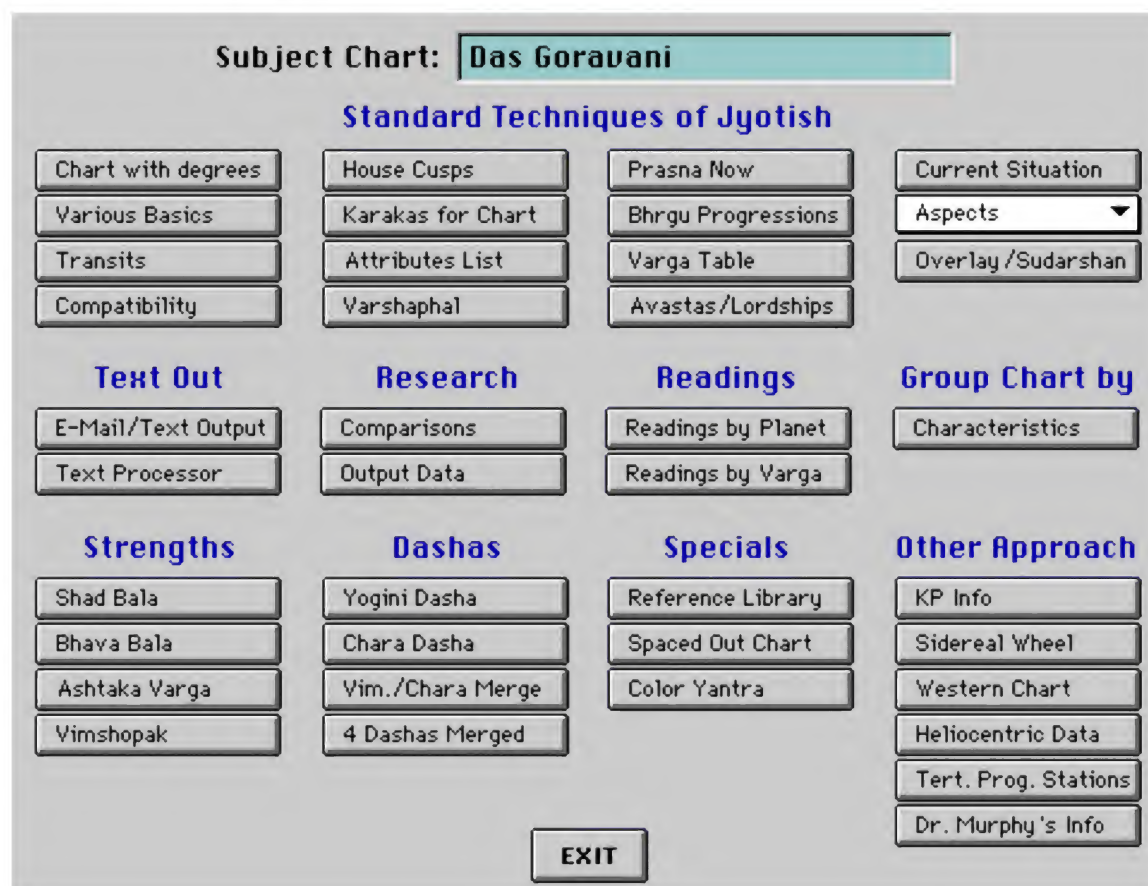 Subject Chart: Das Goravani
Standard Techniques of Jyotish
Chart with degrees House Cusps Prasna Now Current Situation
Various Basics Karakas for Chart Bhrgu Progressions Aspects
Transits Attributes List Varga Table Overlay/Sudarshan
Compatibility Varshaphal Avastas/Lordships
Text Out Research Readings Group Chart by
E-Mail/Text Output Comparisons Readings by Planet Characteristics
Text Processor Output Data Readings by Varga
Strengths Dashas Specials Other Approach
Shad Bala Yogini Dasha Reference Library KP Info
Bhava Bala Chara Dasha Spaced Out Chart Sidereal Wheel
Ashtaka Varga Vim./Chara Merge Color Yantra Western Chart
Vimshopak 4 Dashas Merged Heliocentric Data
Tert. Prog. Stations
Dr. Murphy's Info
EXIT